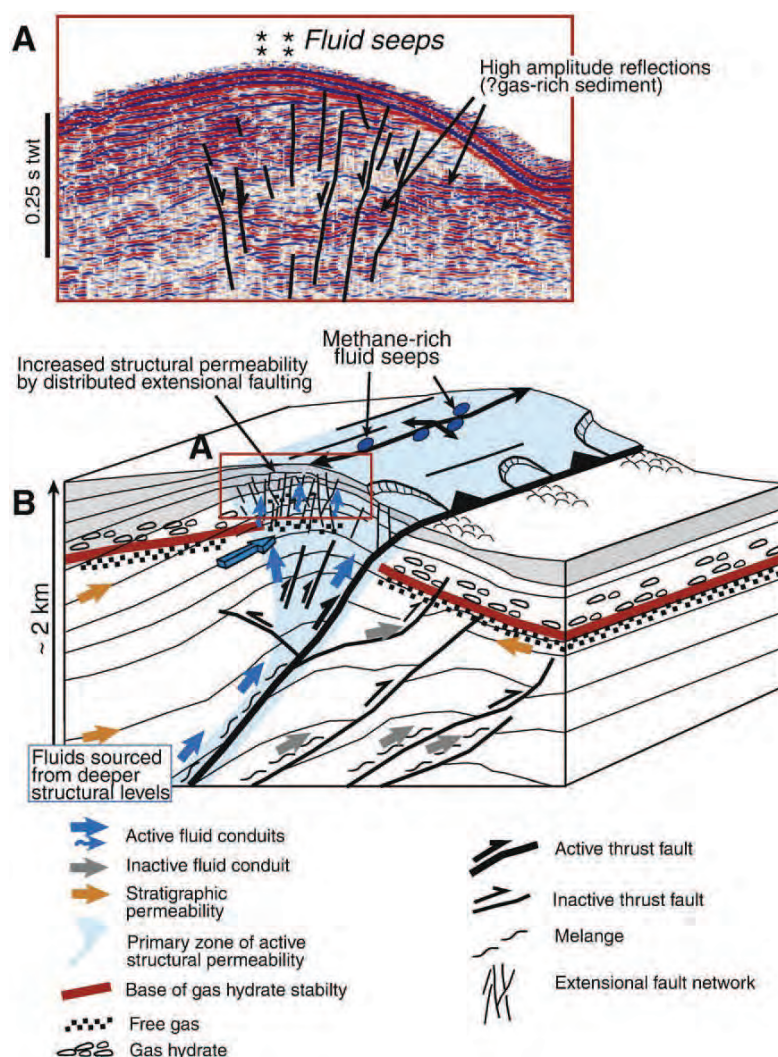 A
Fluid seeps
High amplitude reflections
(?gas-rich sediment)
0.25 s twt
Methane-rich
fluid seeps
Increased structural permeability
by distributed extensional faulting
A
B
~ 2 km
Fluids sourced
from deeper
structural levels
Active fluid conduits
Inactive fluid conduit
Stratigraphic
permeability
Primary zone of active
structural permeability
Base of gas hydrate stabilty
Free gas
Gas hydrate
Active thrust fault
Inactive thrust fault
Melange
Extensional fault network